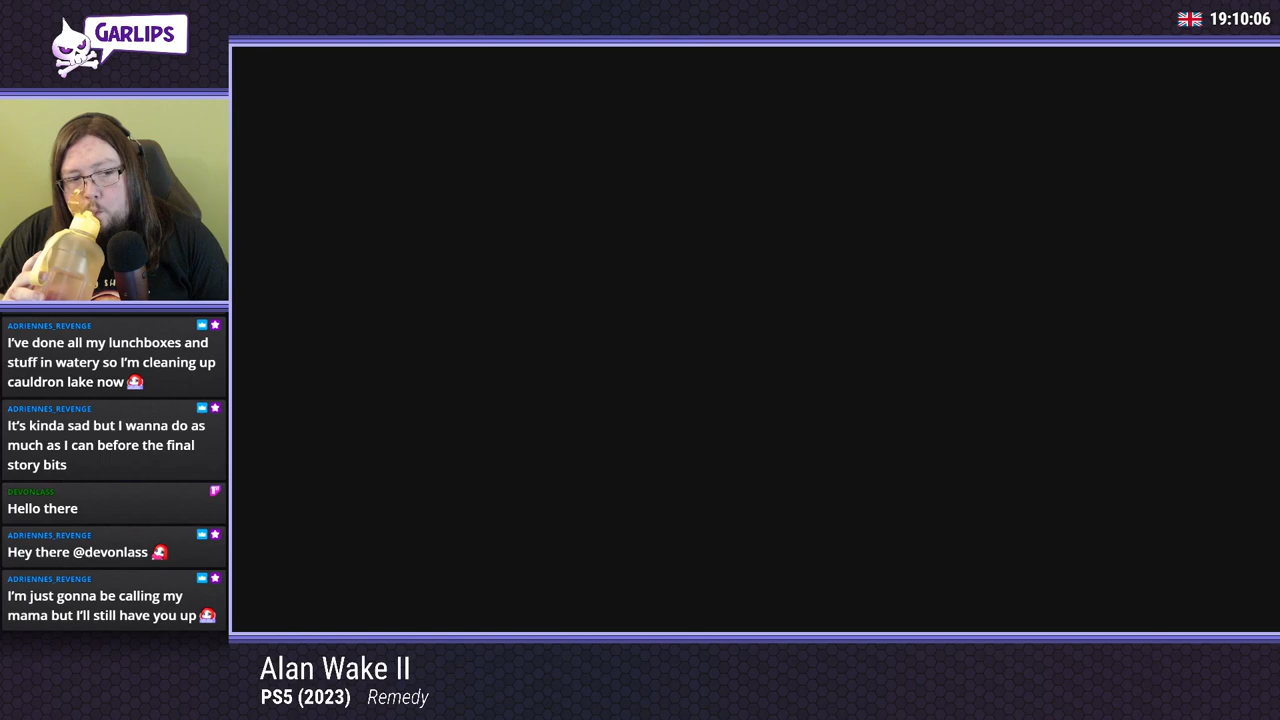 GARLIPS
19:10:06
ADRIENNES_REVENGE
I've done all my lunchboxes and
stuff in watery so I'm cleaning up
cauldron lake now
ADRIENNES_REVENGE
It's kinda sad but I wanna do as
much as I can before the final
story bits
DEVONLASS
Hello there
ADRIENNES_REVENGE
Hey there @devonlass
ADRIENNES_REVENGE
I'm just gonna be calling my
mama but I'll still have you up
Alan Wake II
PS5 (2023) Remedy